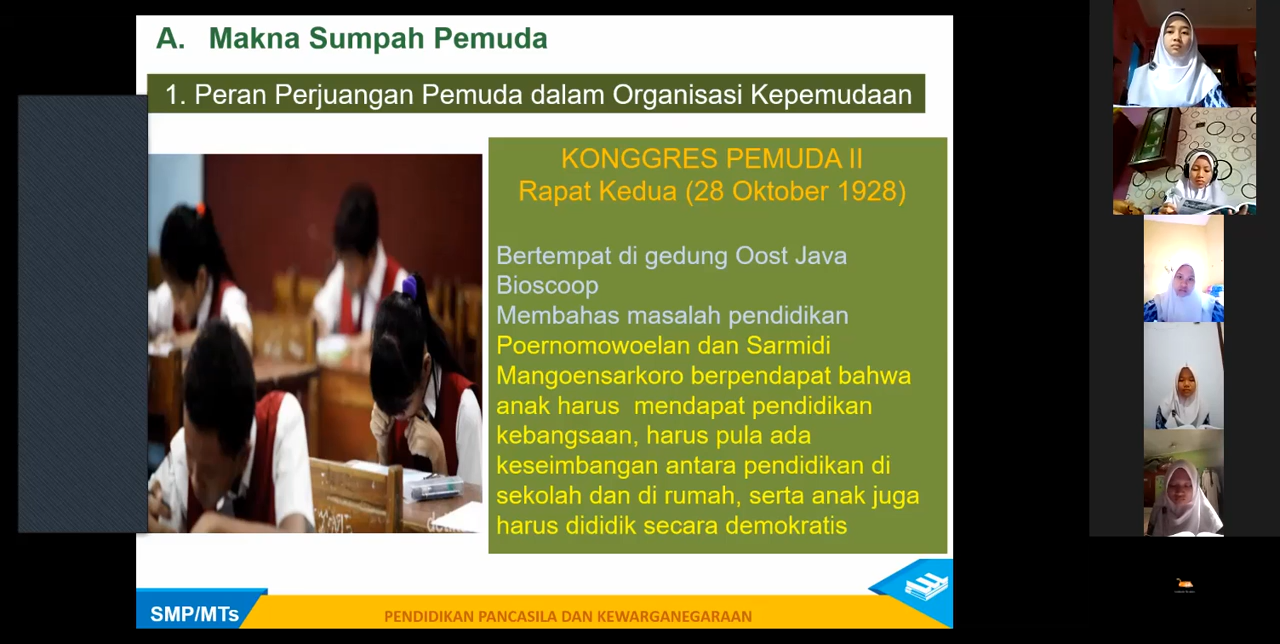 A. Makna Sumpah Pemuda
1. Peran Perjuangan Pemuda dalam Organisasi Kepemudaan
KONGGRES PEMUDA II
Rapat Kedua (28 Oktober 1928)
Bertempat di gedung Oost Java
Bioscoop
Membahas masalah pendidikan
Poernomowoelan dan Sarmidi
Mangoensarkoro berpendapat bahwa
anak harus mendapat pendidikan
kebangsaan, harus pula ada
keseimbangan antara pendidikan di
sekolah dan di rumah, serta anak juga
harus dididik secara demokratis
SMP/MTs
PENDIDIKAN PANCASILA DAN KEWARGANEGARAAN